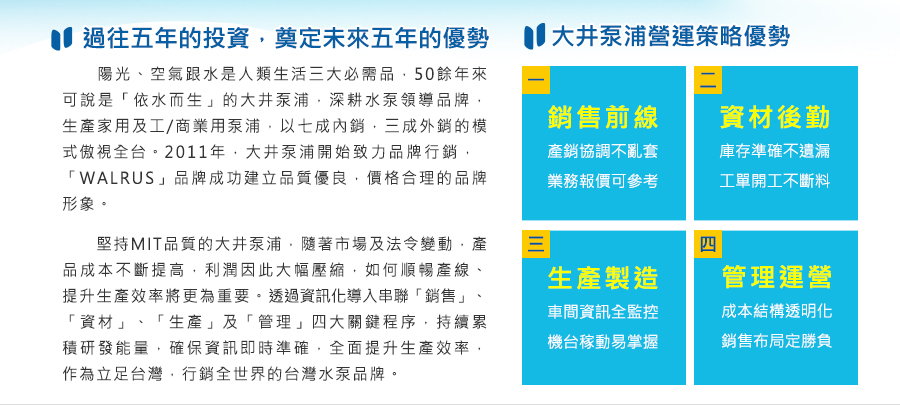 過往五年的投資，奠定未來五年的優勢
陽光、空氣跟水是人類生活三大必需品，50餘年來
可說是「依水而生」的大井泵浦，深耕水泵領導品牌，
生產家用及工/商業用泵浦，以七成內銷，三成外銷的模
式傲視全台。2011年，大井泵浦開始致力品牌行銷，
「WALRUS」品牌成功建立品質優良，價格合理的品牌
形象。
堅持MIT品質的大井泵浦，隨著市場及法令變動，產
品成本不斷提高，利潤因此大幅壓縮，如何順暢產線、
提升生產效率將更為重要。透過資訊化導入串聯「銷售」、
「資材」、「生產」及「管理」四大關鍵程序，持續累
積研發能量，確保資訊即時準確，全面提升生產效率，
作為立足台灣，行銷全世界的台灣水泵品牌。
大井泵浦營運策略優勢
一
銷售前線
產銷協調不亂套
業務報價可參考
二
資材後勤
庫存準確不遺漏
工單開工不斷料
三
生產製造
車間資訊全監控
機台稼動易掌握
四
管理運營
成本結構透明化
銷售布局定勝負